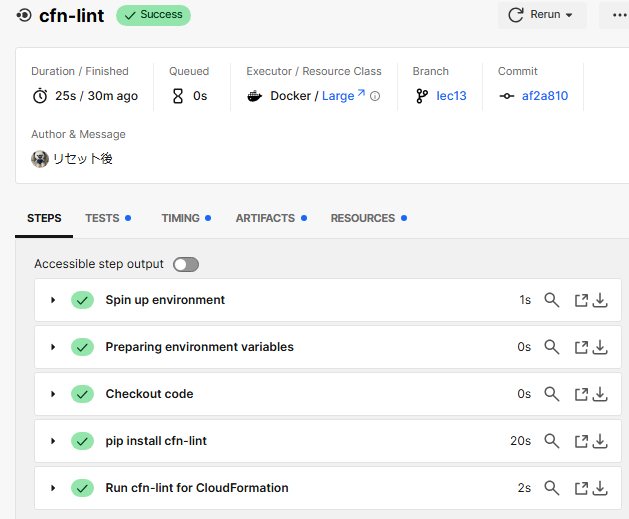 cfn-lint Success Rerun
Duration / Finished Queued Executor / Resource Class Branch Commit
25s / 30m ago 0s Docker / Large lec13 af2a810
Author & Message
リセット後
STEPS TESTS TIMING ARTIFACTS RESOURCES
Accessible step output
Spin up environment 1s
Preparing environment variables 0s
Checkout code 0s
pip install cfn-lint 20s
Run cfn-lint for CloudFormation 2s